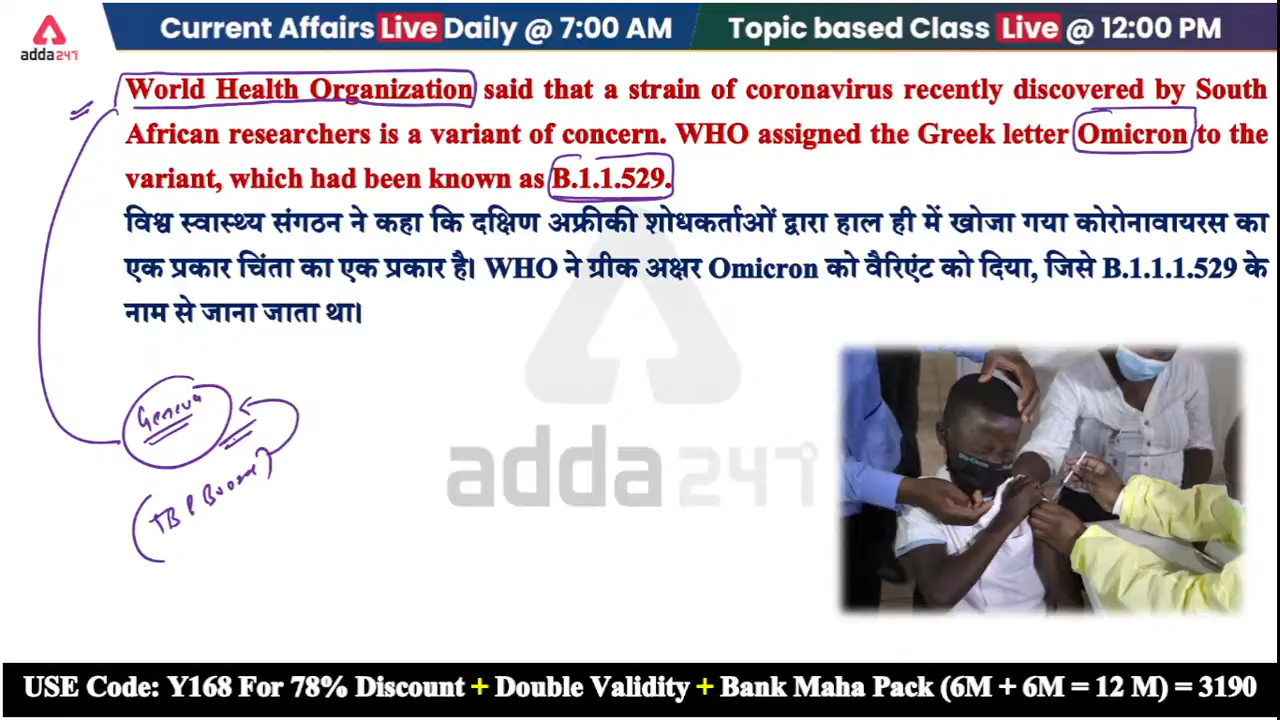 Current Affairs Live Daily @ 7:00 AM
Topic based Class Live @ 12:00 PM
adda247
World Health Organization said that a strain of coronavirus recently discovered by South
African researchers is a variant of concern. WHO assigned the Greek letter Omicron to the
variant, which had been known as B.1.1.529.
विश्व स्वास्थ्य संगठन ने कहा कि दक्षिण अफ्रीकी शोधकर्ताओं द्वारा हाल ही में खोजा गया कोरोनावायरस का
एक प्रकार चिंता का एक प्रकार है। WHO ने ग्रीक अक्षर Omicron को वैरिएंट को दिया, जिसे B.1.1.1.529 के
नाम से जाना जाता था।
Geneva
adda247
USE Code: Y168 For 78% Discount + Double Validity + Bank Maha Pack (6M + 6M = 12 M) = 3190